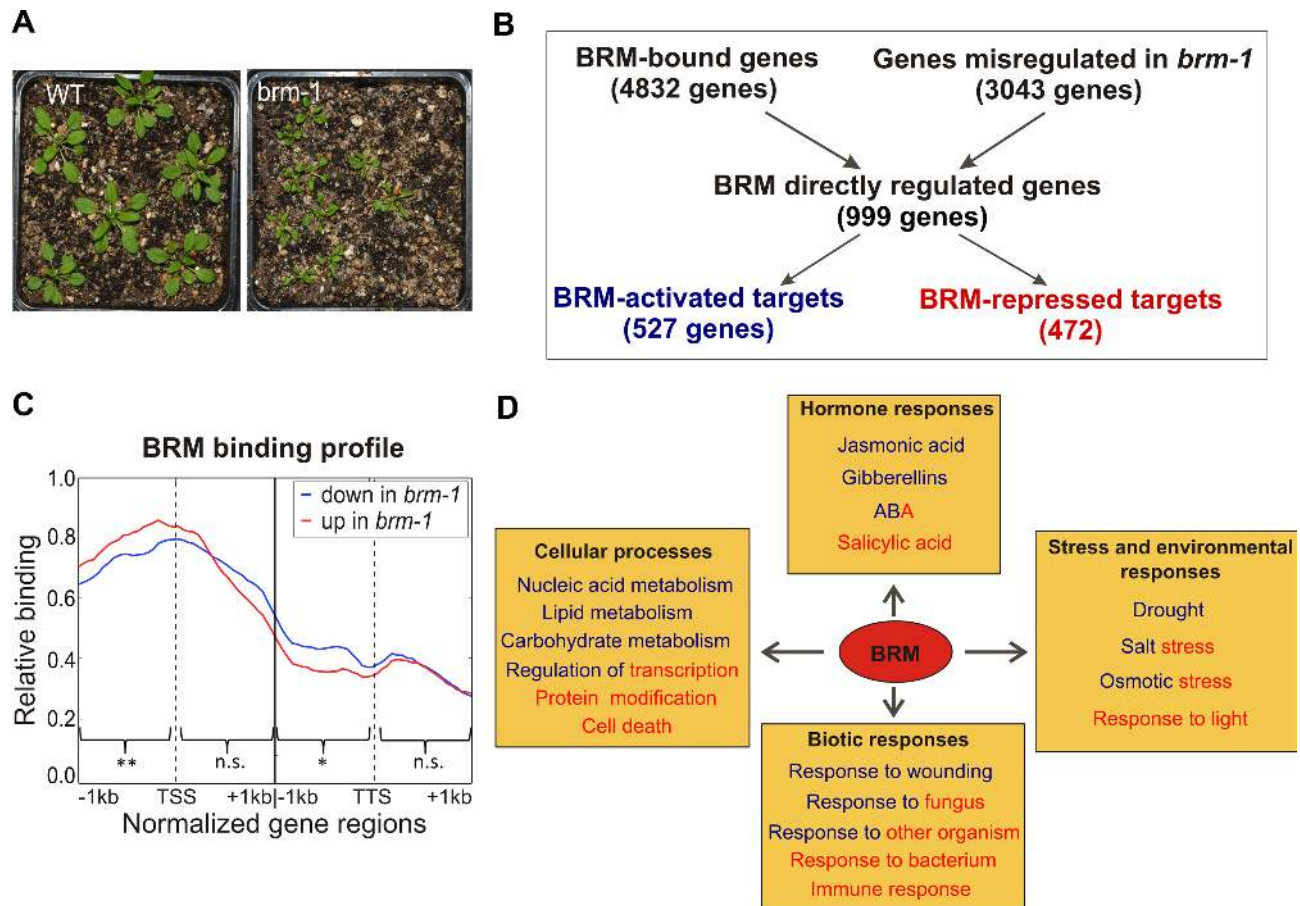 A
WT
brm-1
B
BRM-bound genes
(4832 genes)
Genes misregulated in brm-1
(3043 genes)
BRM directly regulated genes
(999 genes)
BRM-activated targets
(527 genes)
BRM-repressed targets
(472)
C
BRM binding profile
down in brm-1
up in brm-1
Relative binding
1.0
0.8
0.6
0.4
0.2
0.0
**
n.s.
*
n.s.
-1kb TSS +1kb -1kb TTS +1kb
Normalized gene regions
D
Hormone responses
Jasmonic acid
Gibberellins
ABA
Salicylic acid
Cellular processes
Nucleic acid metabolism
Lipid metabolism
Carbohydrate metabolism
Regulation of transcription
Protein modification
Cell death
BRM
Stress and environmental
responses
Drought
Salt stress
Osmotic stress
Response to light
Biotic responses
Response to wounding
Response to fungus
Response to other organism
Response to bacterium
Immune response